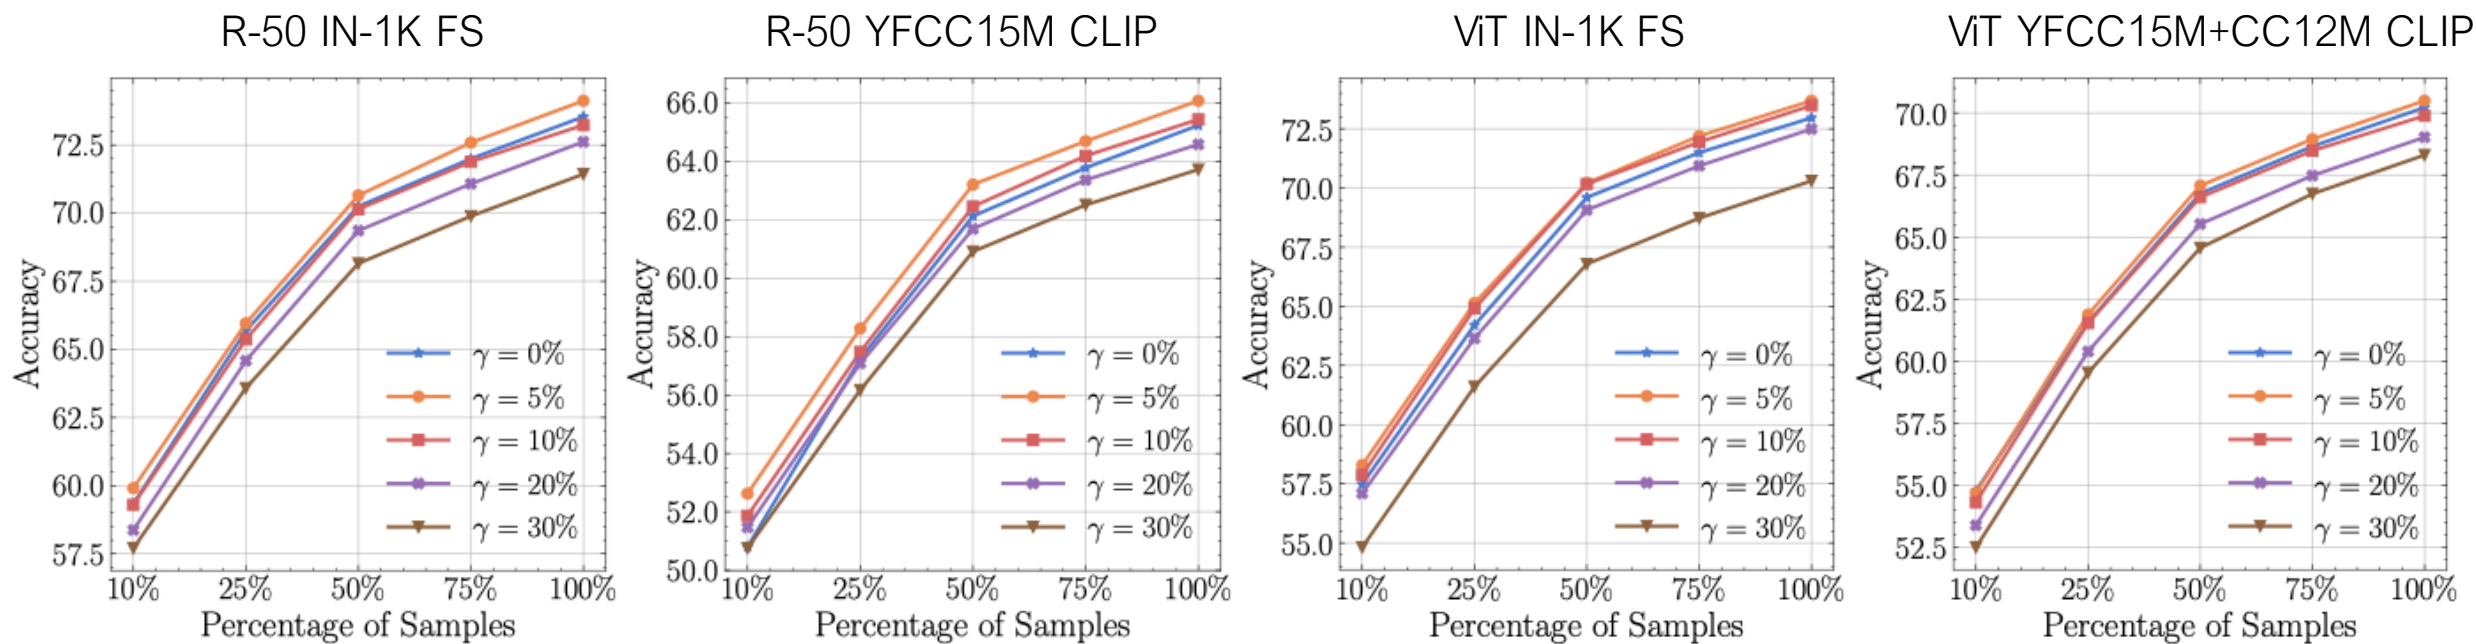 R-50 IN-1K FS
Accuracy
72.5
70.0
67.5
65.0
62.5
60.0
57.5
γ = 0%
γ = 5%
γ = 10%
γ = 20%
γ = 30%
10% 25% 50% 75% 100%
Percentage of Samples
R-50 YFCC15M CLIP
Accuracy
66.0
64.0
62.0
60.0
58.0
56.0
54.0
52.0
50.0
γ = 0%
γ = 5%
γ = 10%
γ = 20%
γ = 30%
10% 25% 50% 75% 100%
Percentage of Samples
ViT IN-1K FS
Accuracy
72.5
70.0
67.5
65.0
62.5
60.0
57.5
55.0
γ = 0%
γ = 5%
γ = 10%
γ = 20%
γ = 30%
10% 25% 50% 75% 100%
Percentage of Samples
ViT YFCC15M+CC12M CLIP
Accuracy
70.0
67.5
65.0
62.5
60.0
57.5
55.0
52.5
γ = 0%
γ = 5%
γ = 10%
γ = 20%
γ = 30%
10% 25% 50% 75% 100%
Percentage of Samples